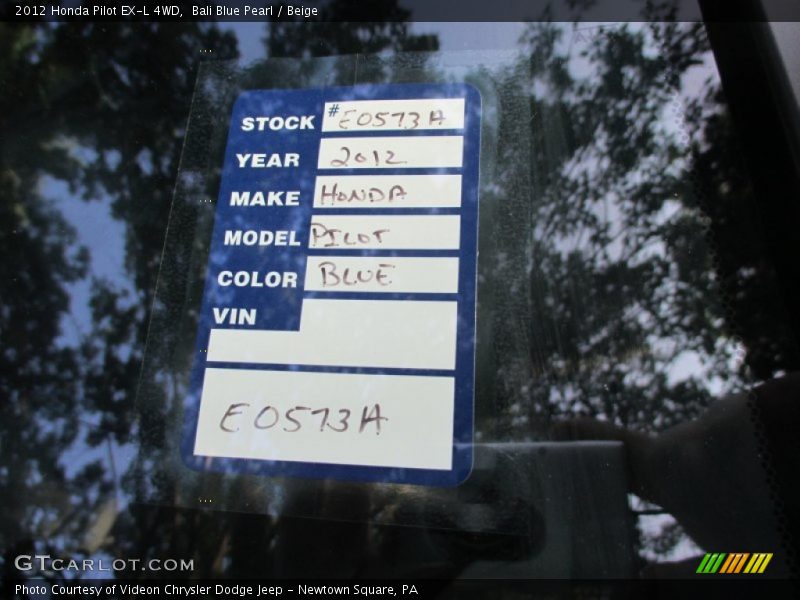 2012 Honda Pilot EX-L 4WD, Bali Blue Pearl / Beige
STOCK # E0573A
YEAR 2012
MAKE HONDA
MODEL PILOT
COLOR BLUE
VIN
E0573A
GTCARLOT.COM
Photo Courtesy of Videon Chrysler Dodge Jeep - Newtown Square, PA